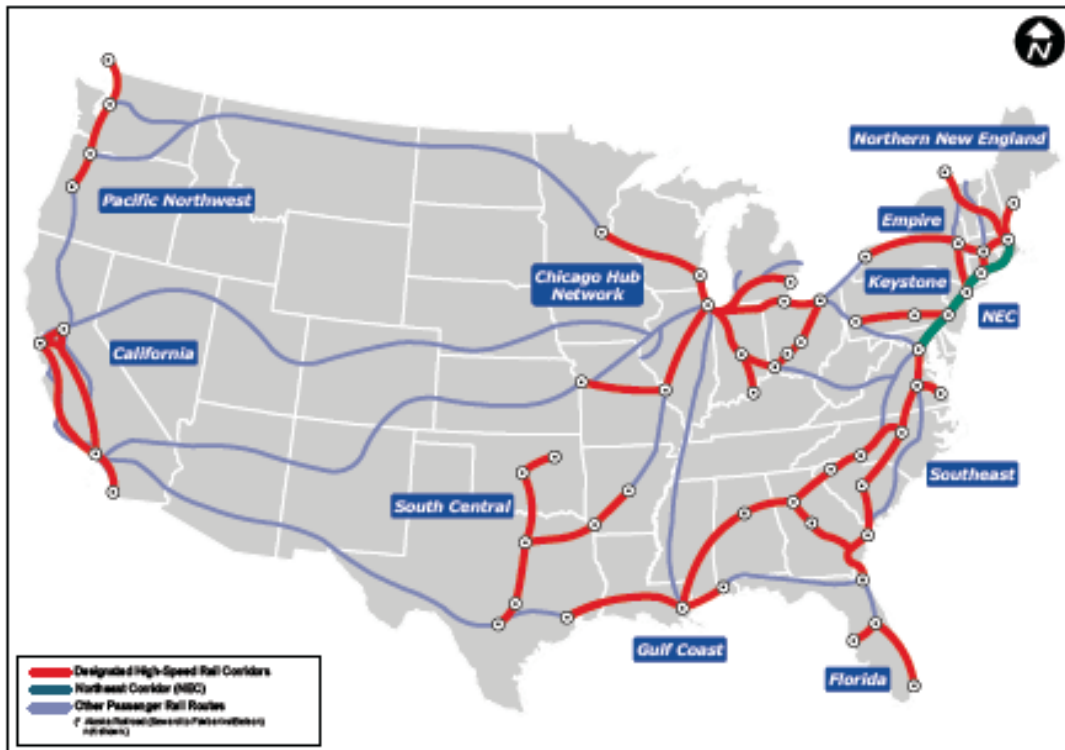 N
Northern New England
Pacific Northwest
Empire
Chicago Hub
Network
Keystone
NEC
California
South Central
Southeast
Gulf Coast
Florida
Designated High-Speed Rail Corridors
Northeast Corridor (NEC)
Other Passenger Rail Routes